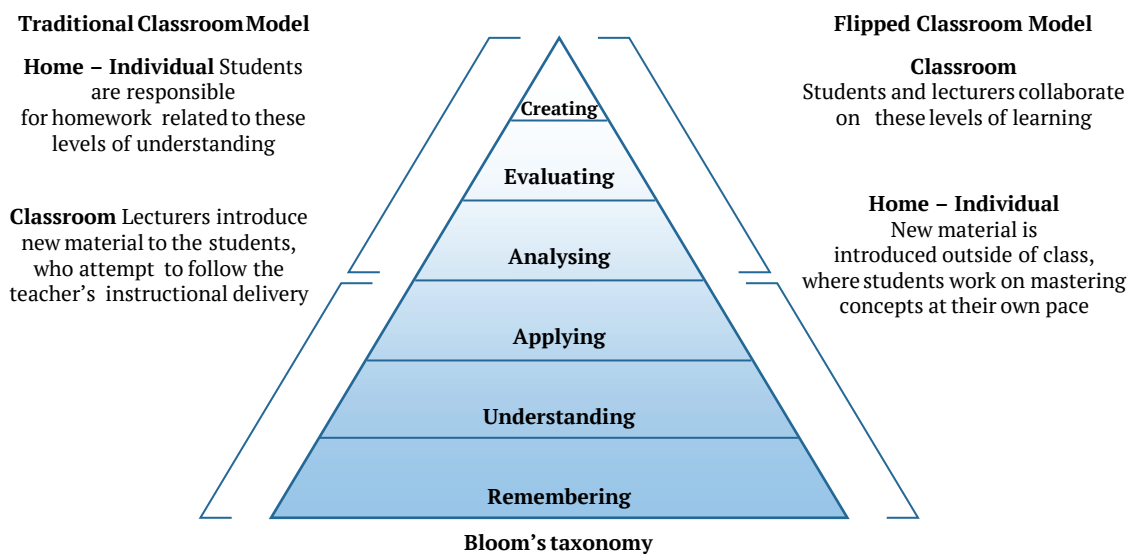 Traditional Classroom Model
Home – Individual Students
are responsible
for homework related to these
levels of understanding
Classroom Lecturers introduce
new material to the students,
who attempt to follow the
teacher's instructional delivery
Creating
Evaluating
Analysing
Applying
Understanding
Remembering
Bloom's taxonomy
Flipped Classroom Model
Classroom
Students and lecturers collaborate
on these levels of learning
Home – Individual
New material is
introduced outside of class,
where students work on mastering
concepts at their own pace